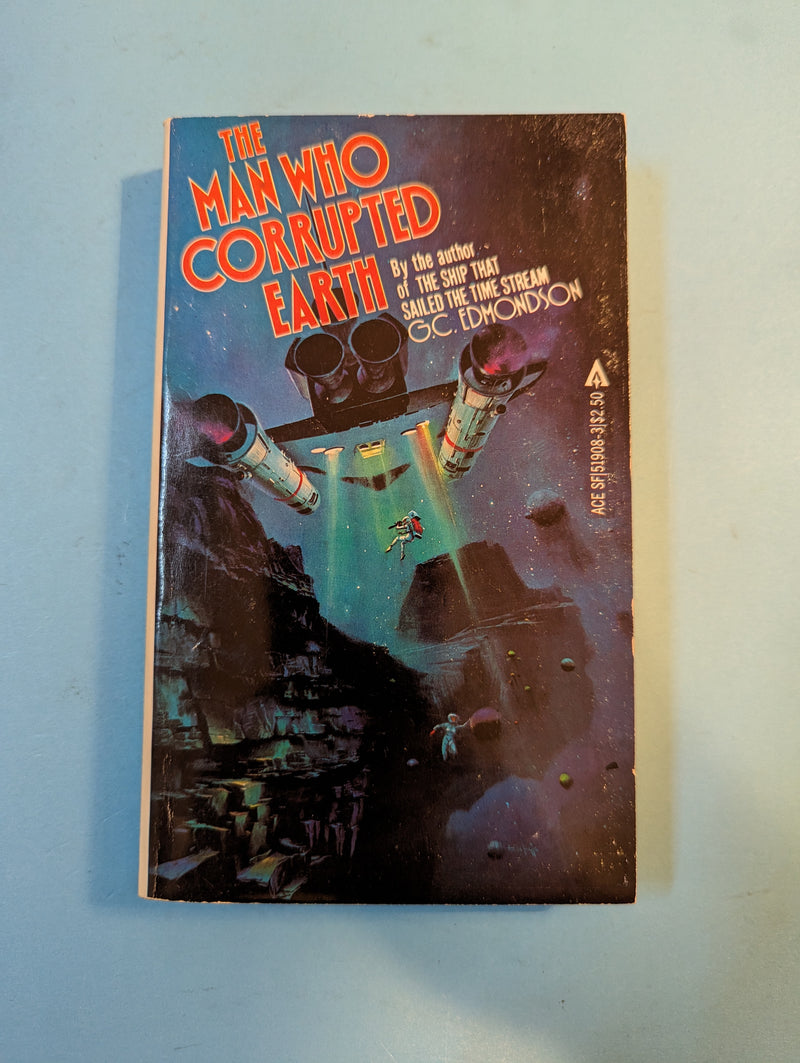 THE
MAN WHO
CORRUPTED
EARTH
By the author
of THE SHIP THAT
SAILED THE TIME STREAM
G.C. EDMONDSON
ACE SF|51908-3|$2.50